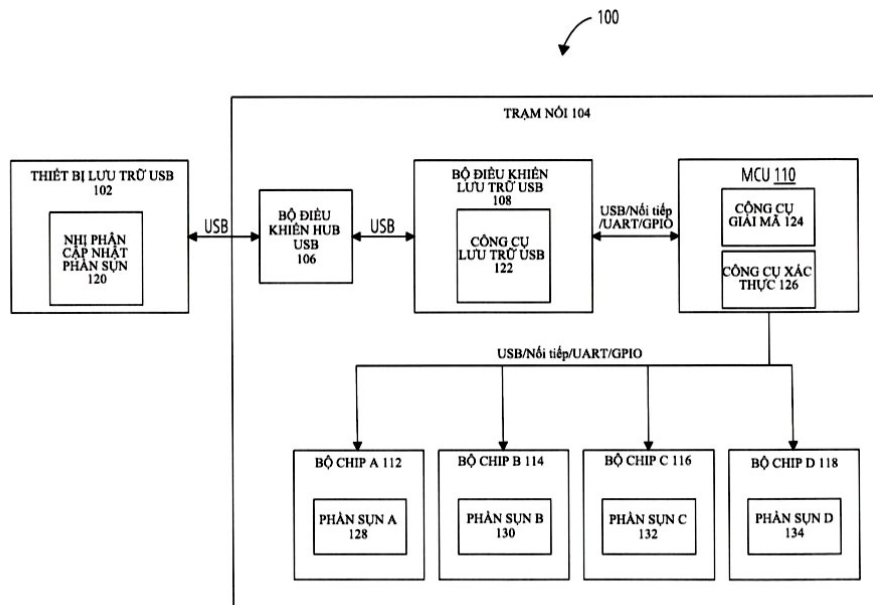 100
TRẠM NỐI 104
THIẾT BỊ LƯU TRỮ USB
102
NHỊ PHÂN
CẬP NHẬT
PHẦN SỤN
120
USB
BỘ ĐIỀU
KHIỂN HUB
USB
106
USB
BỘ ĐIỀU KHIỂN
LƯU TRỮ USB
108
CÔNG CỤ
LƯU TRỮ USB
122
USB/Nối tiếp
/UART/GPIO
MCU 110
CÔNG CỤ
GIẢI MÃ 124
CÔNG CỤ XÁC
THỰC 126
USB/Nối tiếp/UART/GPIO
BỘ CHIP A 112
PHẦN SỤN A
128
BỘ CHIP B 114
PHẦN SỤN B
130
BỘ CHIP C 116
PHẦN SỤN C
132
BỘ CHIP D 118
PHẦN SỤN D
134